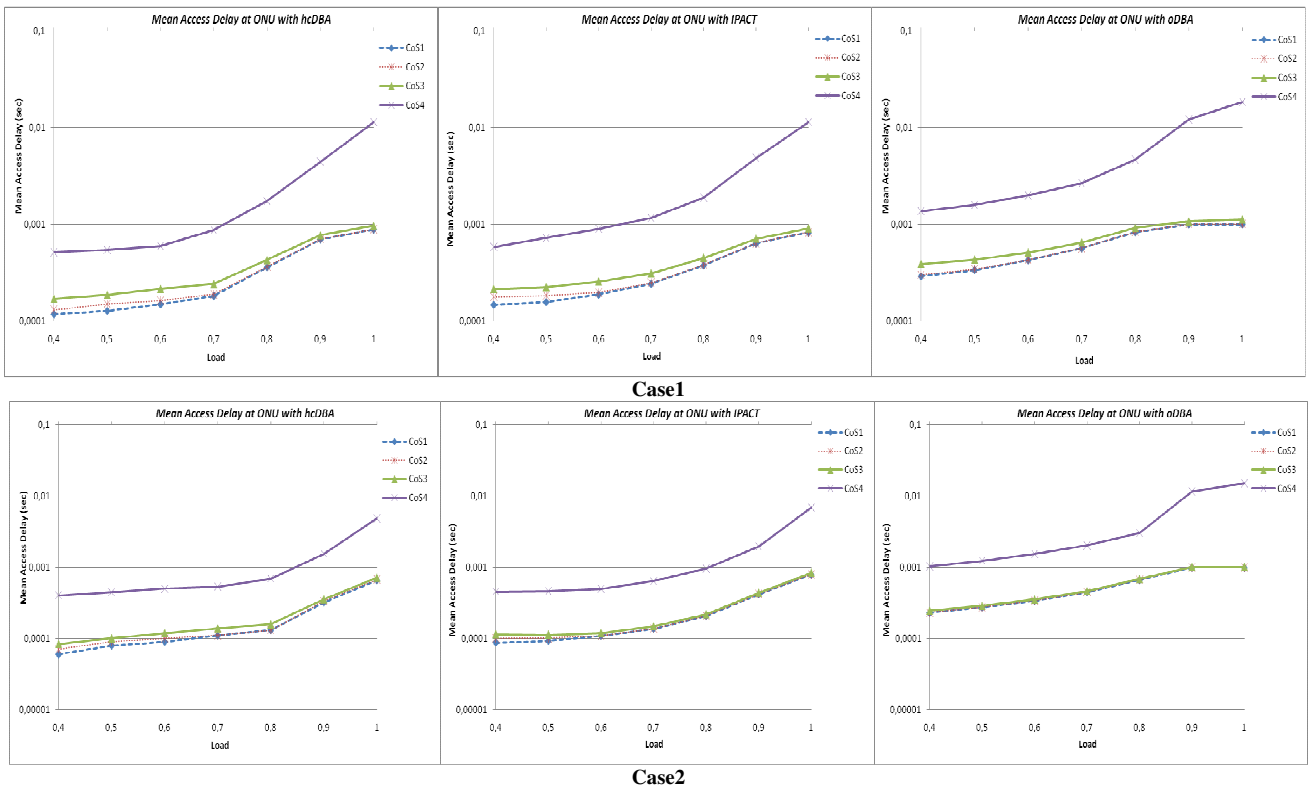 Mean Access Delay at ONU with hcDBA
0,1
0,01
0,001
0,0001
Mean Access Delay (sec)
0,4 0,5 0,6 0,7 0,8 0,9 1
Load
CoS1
CoS2
CoS3
CoS4
Mean Access Delay at ONU with IPACT
0,1
0,01
0,001
0,0001
Mean Access Delay (sec)
0,4 0,5 0,6 0,7 0,8 0,9 1
Load
CoS1
CoS2
CoS3
CoS4
Mean Access Delay at ONU with oDBA
0,1
0,01
0,001
0,0001
Mean Access Delay (sec)
0,4 0,5 0,6 0,7 0,8 0,9 1
Load
CoS1
CoS2
CoS3
CoS4
Case1
Mean Access Delay at ONU with hcDBA
0,1
0,01
0,001
0,0001
0,00001
Mean Access Delay (sec)
0,4 0,5 0,6 0,7 0,8 0,9 1
Load
CoS1
CoS2
CoS3
CoS4
Mean Access Delay at ONU with IPACT
0,1
0,01
0,001
0,0001
0,00001
Mean Access Delay (sec)
0,4 0,5 0,6 0,7 0,8 0,9 1
Load
CoS1
CoS2
CoS3
CoS4
Mean Access Delay at ONU with oDBA
0,1
0,01
0,001
0,0001
0,00001
Mean Access Delay (sec)
0,4 0,5 0,6 0,7 0,8 0,9 1
Load
CoS1
CoS2
CoS3
CoS4
Case2